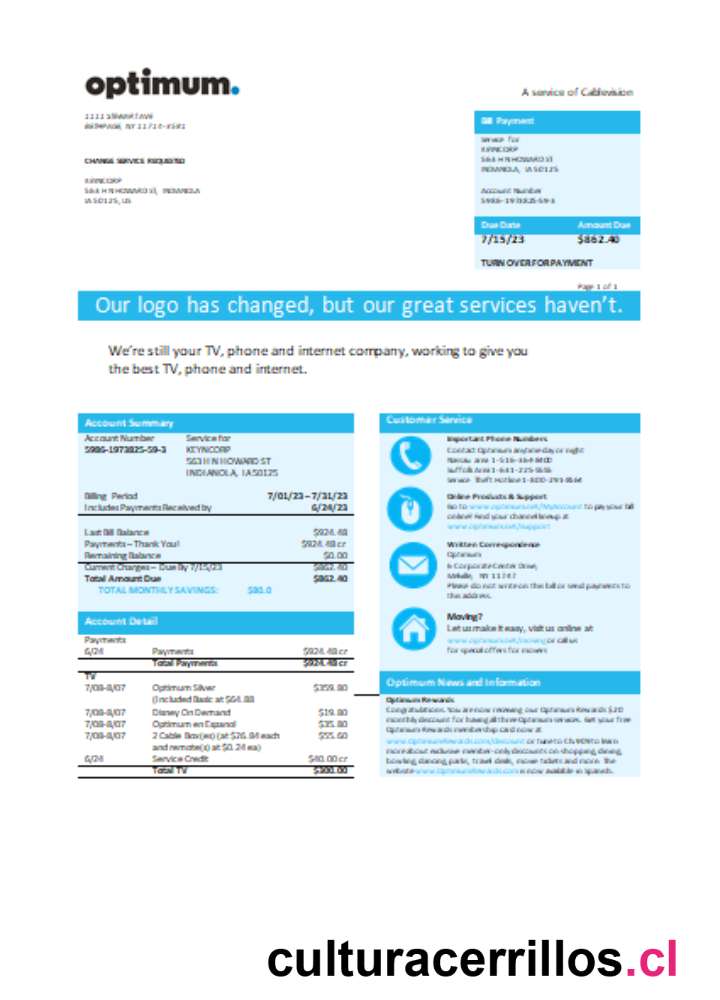 optimum.
A service of Cablevision
1111 STEWART AVE
BETHPAGE, NY 11714-3581
Bill Payment
Service for
KEYNCORP
563 H N HOWARD ST
INDIANOLA, IA 50125
Account Number
5986-1973825-59-3
CHANGE SERVICE REQUESTED
KEYNCORP
563 H N HOWARD ST, INDIANOLA
IA 50125, US
Due Date Amount Due
7/15/23 $862.40
TURN OVER FOR PAYMENT
Page 1 of 1
Our logo has changed, but our great services haven't.
We're still your TV, phone and internet company, working to give you
the best TV, phone and internet.
Account Summary
Account Number Service for
5986-1973825-59-3 KEYNCORP
563 H N HOWARD ST
INDIANOLA, IA 50125
Billing Period 7/01/23 – 7/31/23
Includes Payments Received by 6/24/23
Last Bill Balance $924.48
Payments – Thank You! $924.48 cr
Remaining Balance $0.00
Current Charges – Due By 7/15/23 $862.40
Total Amount Due $862.40
TOTAL MONTHLY SAVINGS: $80.0
Account Detail
Payments
6/24 Payments $924.48 cr
Total Payments $924.48 cr
TV
7/08-8/07 Optimum Silver $359.80
(Included Basic at $64.88
7/08-8/07 Disney On Demand $19.80
7/08-8/07 Optimum en Espanol $35.80
7/08-8/07 2 Cable Box(es) (at $26.84 each $55.60
and remote(s) at $0.24 ea)
6/24 Service Credit $40.00 cr
Total TV $300.00
Customer Service
Important Phone Numbers
Contact Optimum anytime day or night
Nassau area 1-516-364-8400
Suffolk Area 1-631-225-5555
Service Theft Hotline 1-800-291-9564
Online Products & Support
Go to www.optimum.net/MyAccount to pay your bill
online! Find your channel lineup at
www.optimum.net/support
Written Correspondence
Optimum
6 Corporate Center Drive,
Melville, NY 11747
Please do not write on the bill or send payments to
this address.
Moving?
Let us make it easy, visit us online at
www.optimum.net/moving or call us
for special offers for movers
Optimum News and Information
Optimum Rewards
Congratulations. You are now receiving our Optimum Rewards $20
monthly discount for having all three Optimum services. Get your free
Optimum Rewards membership card now at
www.OptimumRewards.com/discount or tune to Ch. 909 to learn
more about exclusive member-only discounts on shopping, dining,
bowling, dancing, parks, travel deals, movie tickets and more. The
website www.OptimumRewards.com is now available in Spanish.
culturacerrillos.cl